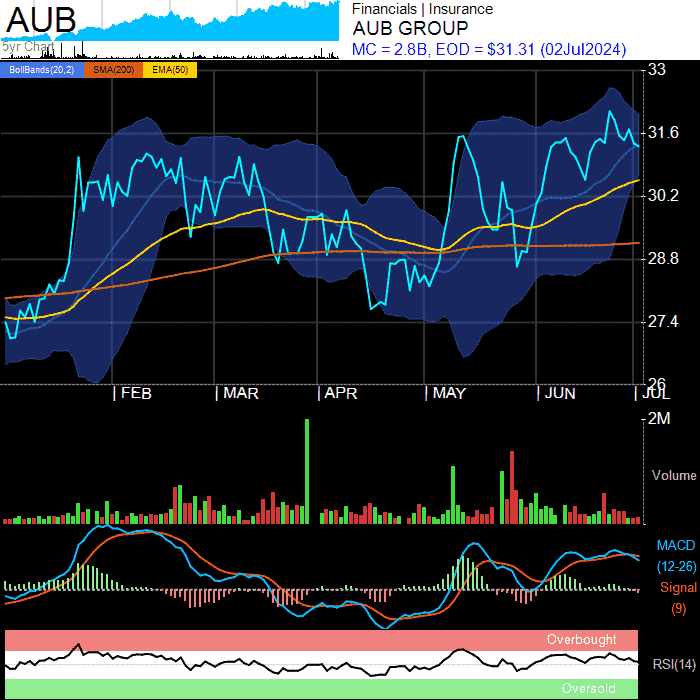 AUB
5yr Chart
Financials | Insurance
AUB GROUP
MC = 2.8B, EOD = $31.31 (02Jul2024)
BollBands(20,2) SMA(200) EMA(50)
33
31.6
30.2
28.8
27.4
26
FEB MAR APR MAY JUN JUL
2M
Volume
MACD
(12-26)
Signal
(9)
Overbought
RSI(14)
Oversold